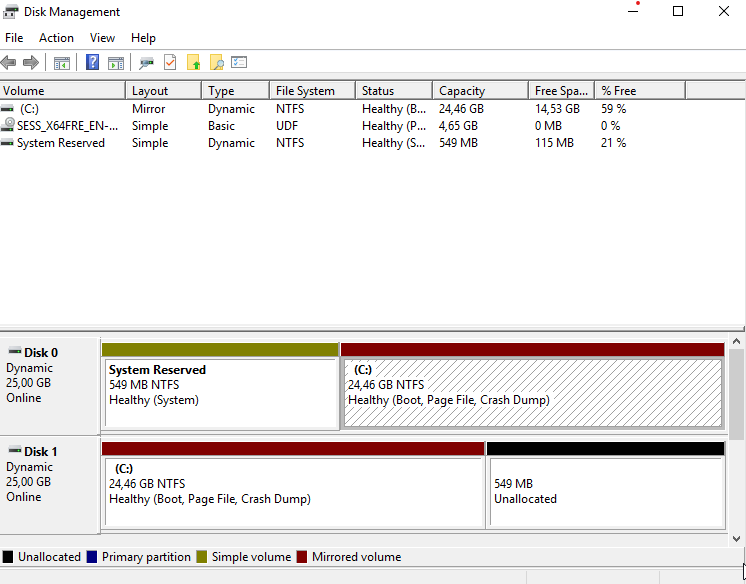 Disk Management
File Action View Help
Volume Layout Type File System Status Capacity Free Spa... % Free
(C:) Mirror Dynamic NTFS Healthy (B... 24,46 GB 14,53 GB 59 %
SESS_X64FRE_EN-... Simple Basic UDF Healthy (P... 4,65 GB 0 MB 0 %
System Reserved Simple Dynamic NTFS Healthy (S... 549 MB 115 MB 21 %
Disk 0
Dynamic
25,00 GB
Online
System Reserved
549 MB NTFS
Healthy (System)
(C:)
24,46 GB NTFS
Healthy (Boot, Page File, Crash Dump)
Disk 1
Dynamic
25,00 GB
Online
(C:)
24,46 GB NTFS
Healthy (Boot, Page File, Crash Dump)
549 MB
Unallocated
Unallocated Primary partition Simple volume Mirrored volume